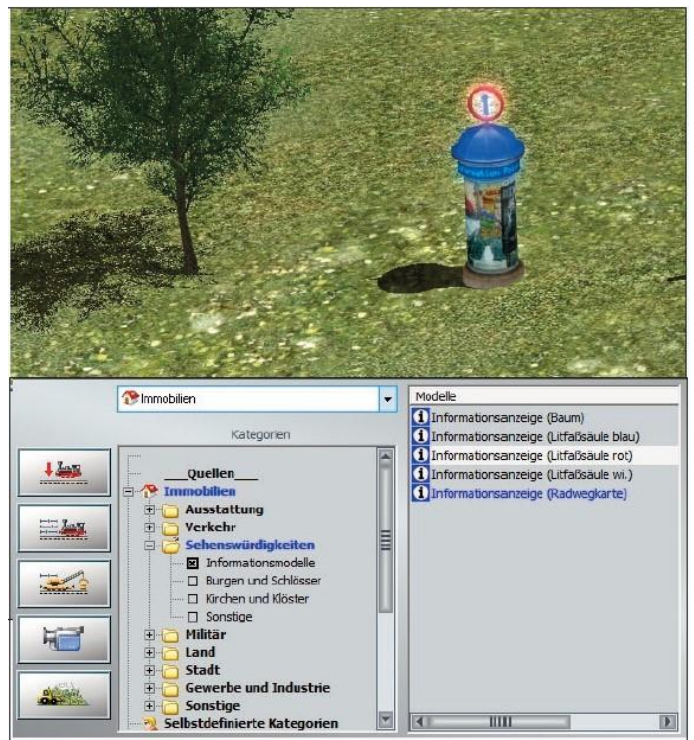 Immobilien
Modelle
Kategorien
Informationsanzeige (Baum)
Informationsanzeige (Litfaßsäule blau)
Informationsanzeige (Litfaßsäule rot)
Informationsanzeige (Litfaßsäule wi.)
Informationsanzeige (Radwegkarte)
__Quellen___
Immobilien
Ausstattung
Verkehr
Sehenswürdigkeiten
Informationsmodelle
Burgen und Schlösser
Kirchen und Klöster
Sonstige
Militär
Land
Stadt
Gewerbe und Industrie
Sonstige
Selbstdefinierte Kategorien